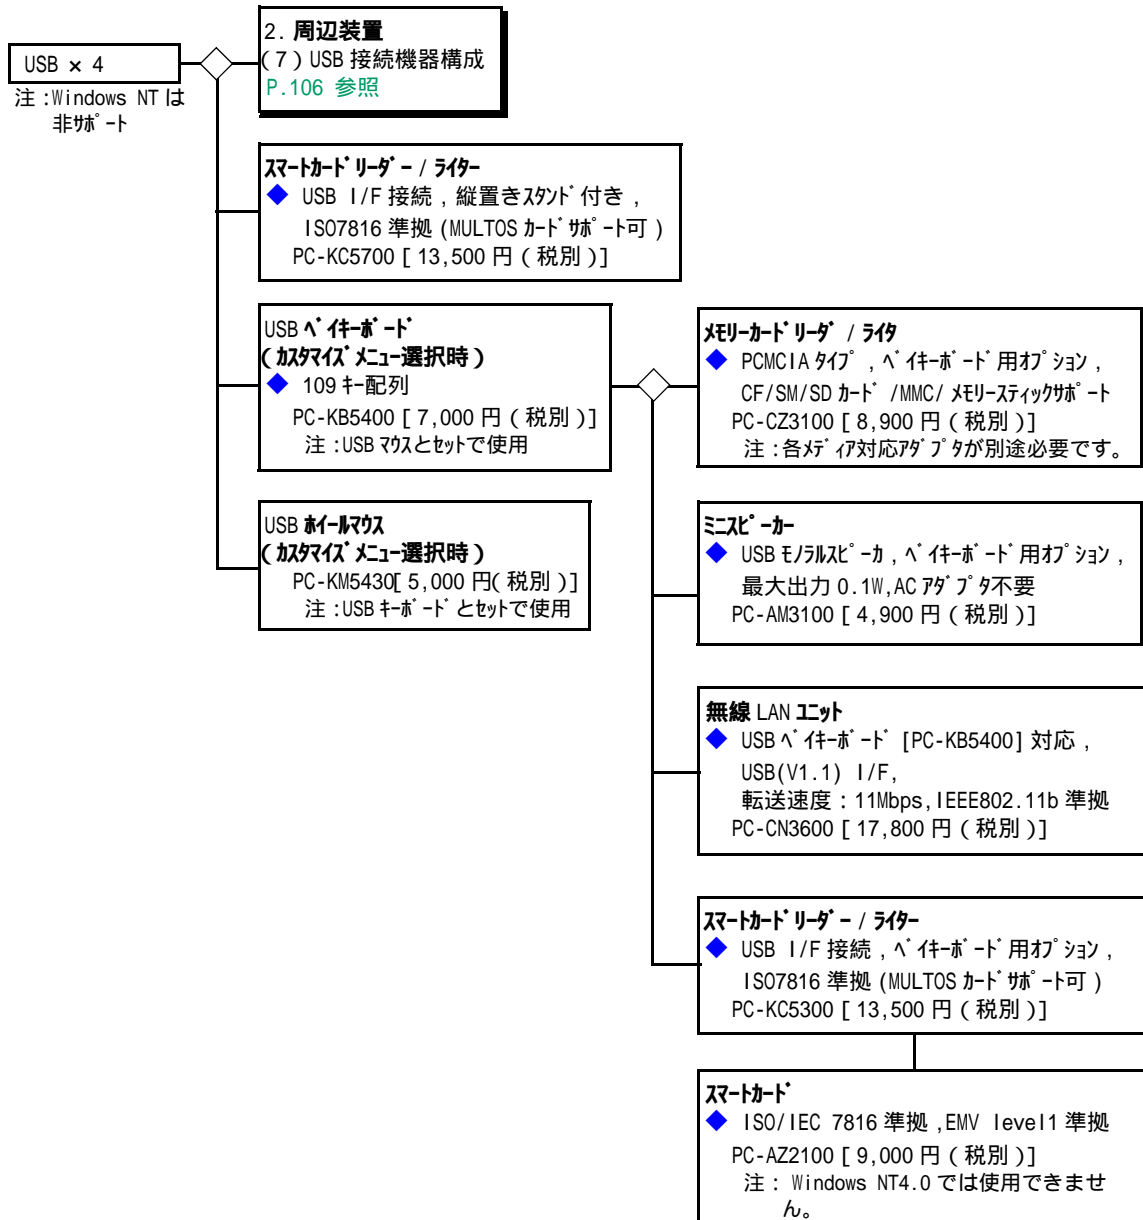 USB × 4
注：Windows NT は
非ｻﾎﾟｰﾄ
2. 周辺装置
(7) USB 接続機器構成
P.106 参照
ｽﾏｰﾄｶｰﾄﾞﾘｰﾀﾞｰ / ﾗｲﾀｰ
◆ USB I/F 接続，縦置きｽﾀﾝﾄﾞ付き，
ISO7816 準拠 (MULTOS ｶｰﾄﾞｻﾎﾟｰﾄ可)
PC-KC5700 [ 13,500 円 ( 税別 )]
USB ﾍﾞｲｷｰﾎﾞｰﾄﾞ
(ｶｽﾀﾏｲｽﾞﾒﾆｭｰ選択時)
◆ 109 ｷｰ配列
PC-KB5400 [ 7,000 円 ( 税別 )]
注：USB ﾏｳｽとｾｯﾄで使用
USB ﾎｲｰﾙﾏｳｽ
(ｶｽﾀﾏｲｽﾞﾒﾆｭｰ選択時)
PC-KM5430[ 5,000 円( 税別 )]
注：USB ｷｰﾎﾞｰﾄﾞとｾｯﾄで使用
ﾒﾓﾘｰｶｰﾄﾞﾘｰﾀﾞ / ﾗｲﾀ
◆ PCMCIA ﾀｲﾌﾟ，ﾍﾞｲｷｰﾎﾞｰﾄﾞ用ｵﾌﾟｼｮﾝ，
CF/SM/SD ｶｰﾄﾞ /MMC/ ﾒﾓﾘｰｽﾃｨｯｸｻﾎﾟｰﾄ
PC-CZ3100 [ 8,900 円 ( 税別 )]
注：各ﾒﾃﾞｨｱ対応ｱﾀﾞﾌﾟﾀが別途必要です。
ﾐﾆｽﾋﾟｰｶｰ
◆ USB ﾓﾉﾗﾙｽﾋﾟｰｶ，ﾍﾞｲｷｰﾎﾞｰﾄﾞ用ｵﾌﾟｼｮﾝ，
最大出力 0.1W,AC ｱﾀﾞﾌﾟﾀ不要
PC-AM3100 [ 4,900 円 ( 税別 )]
無線 LAN ﾕﾆｯﾄ
◆ USB ﾍﾞｲｷｰﾎﾞｰﾄﾞ [PC-KB5400] 対応，
USB(V1.1) I/F,
転送速度：11Mbps,IEEE802.11b 準拠
PC-CN3600 [ 17,800 円 ( 税別 )]
ｽﾏｰﾄｶｰﾄﾞﾘｰﾀﾞｰ / ﾗｲﾀｰ
◆ USB I/F 接続，ﾍﾞｲｷｰﾎﾞｰﾄﾞ用ｵﾌﾟｼｮﾝ，
ISO7816 準拠 (MULTOS ｶｰﾄﾞｻﾎﾟｰﾄ可)
PC-KC5300 [ 13,500 円 ( 税別 )]
ｽﾏｰﾄｶｰﾄﾞ
◆ ISO/IEC 7816 準拠 ,EMV level1 準拠
PC-AZ2100 [ 9,000 円 ( 税別 )]
注： Windows NT4.0 では使用できませ
ん。